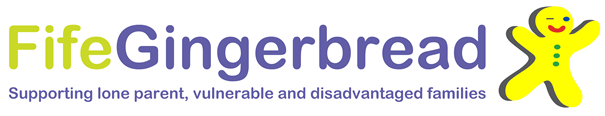 FifeGingerbread
Supporting lone parent, vulnerable and disadvantaged families